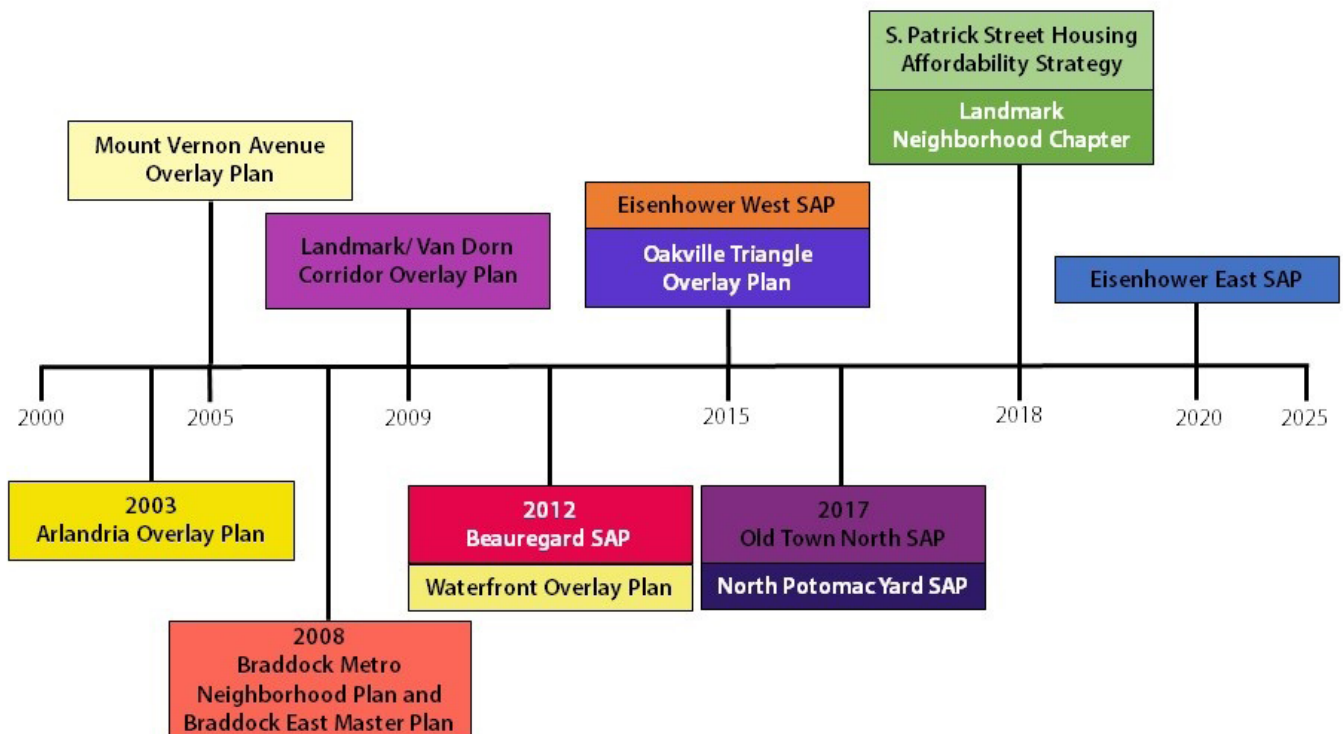 S. Patrick Street Housing
Affordability Strategy
Landmark
Neighborhood Chapter
Mount Vernon Avenue
Overlay Plan
Eisenhower West SAP
Landmark/ Van Dorn
Corridor Overlay Plan
Oakville Triangle
Overlay Plan
Eisenhower East SAP
2000
2005
2009
2015
2018
2020
2025
2003
Arlandria Overlay Plan
2012
Beauregard SAP
Waterfront Overlay Plan
2017
Old Town North SAP
North Potomac Yard SAP
2008
Braddock Metro
Neighborhood Plan and
Braddock East Master Plan